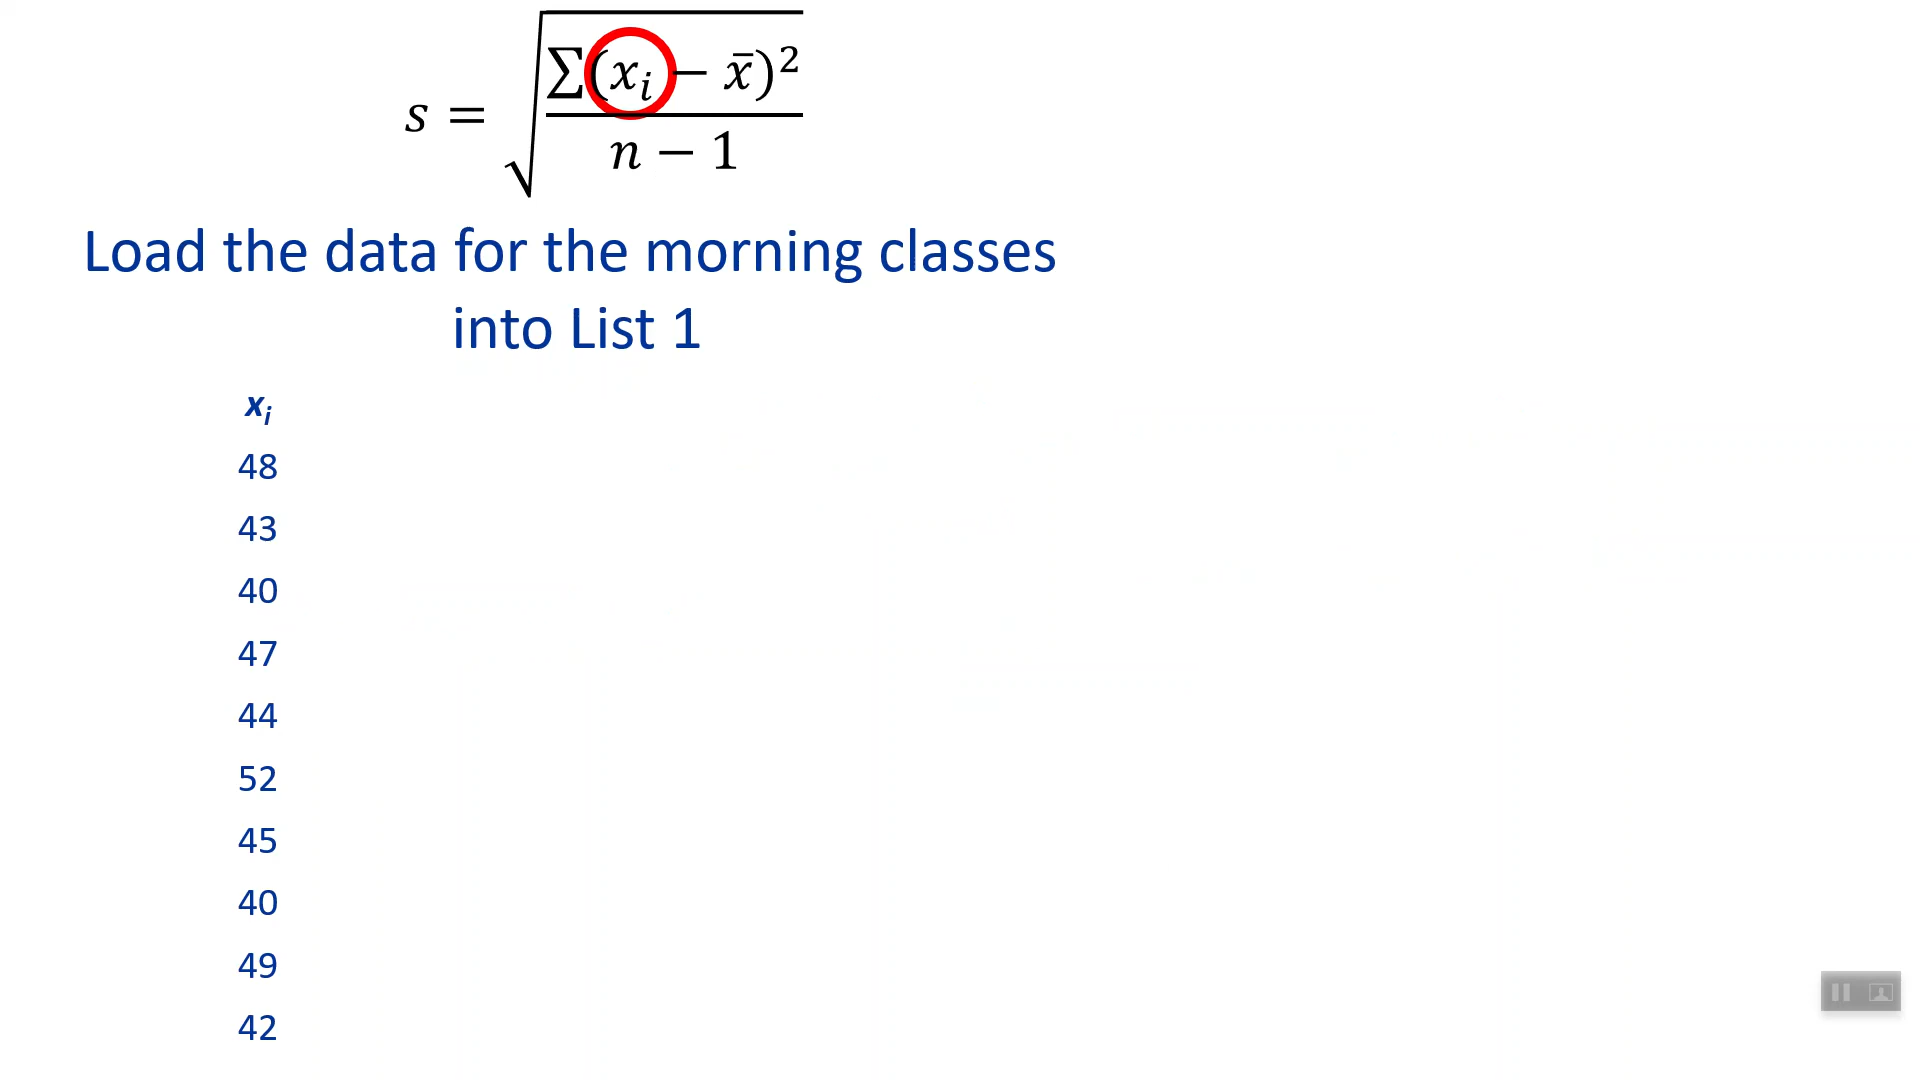 s = √(∑(xᵢ − x̄)² / (n − 1))
Load the data for the morning classes
into List 1
xᵢ
48
43
40
47
44
52
45
40
49
42